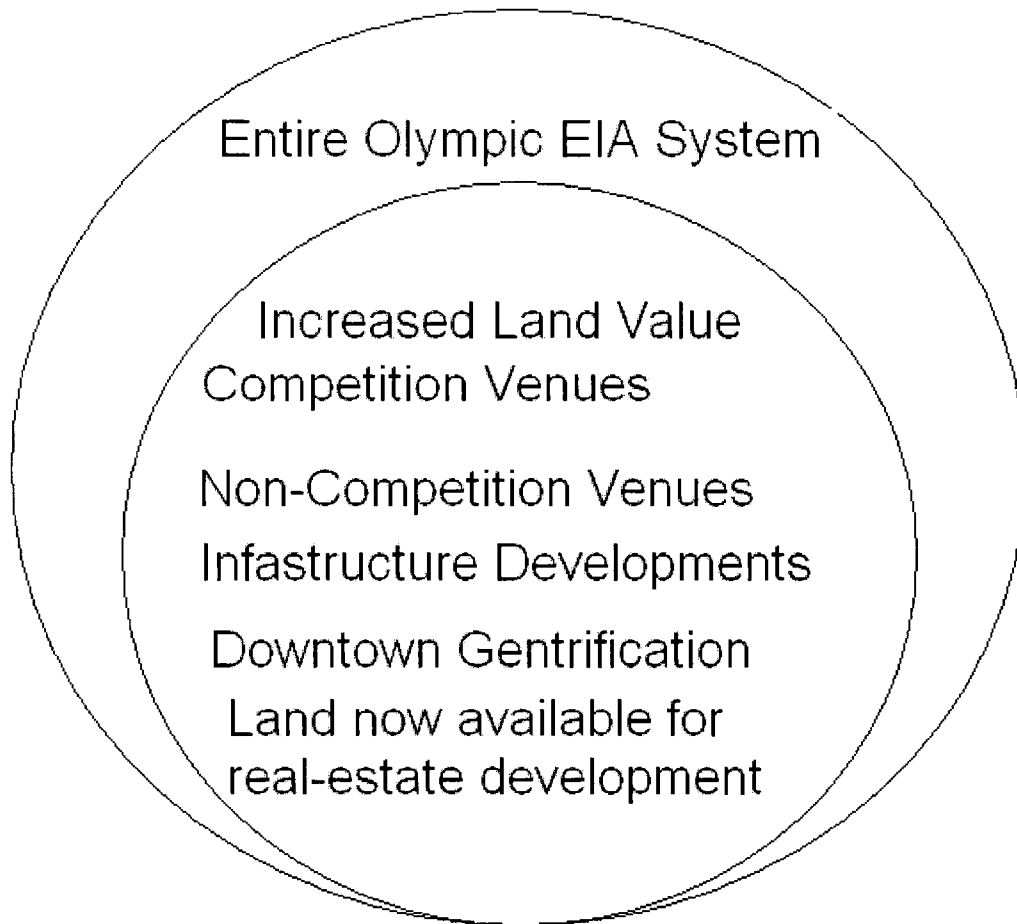 Entire Olympic EIA System
Increased Land Value
Competition Venues
Non-Competition Venues
Infastructure Developments
Downtown Gentrification
Land now available for
real-estate development